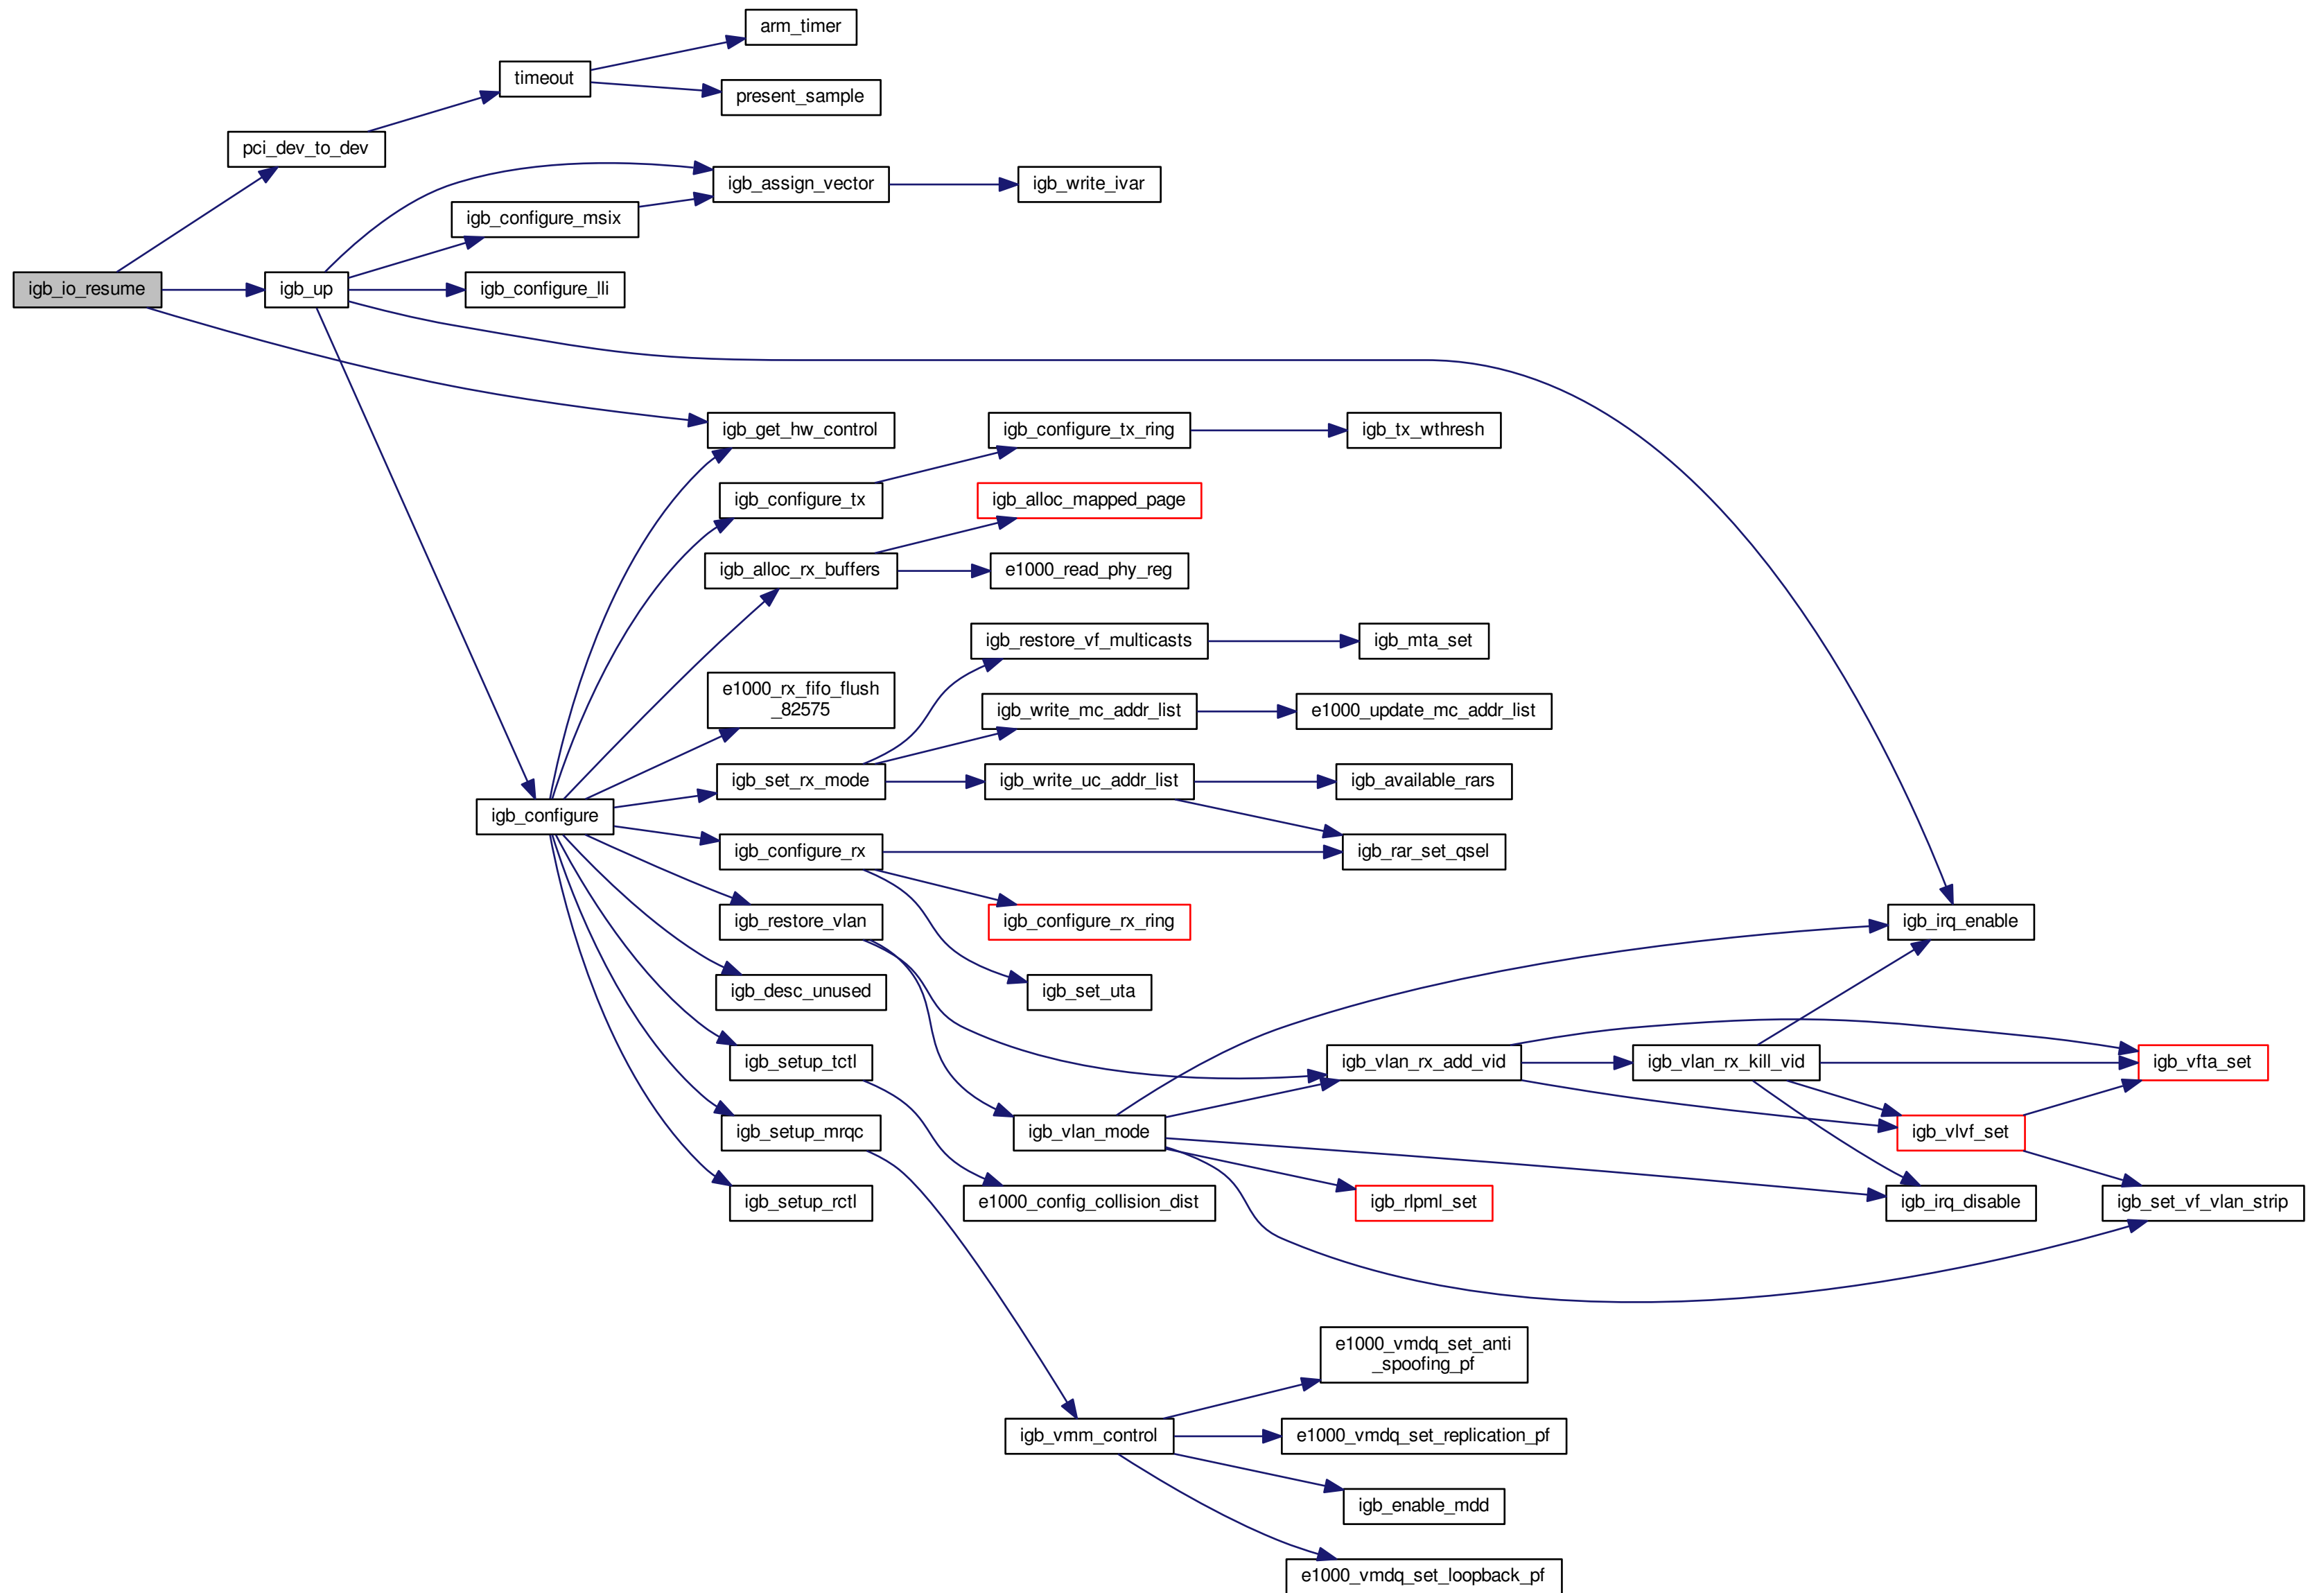 arm_timer
timeout
present_sample
pci_dev_to_dev
igb_assign_vector
igb_write_ivar
igb_configure_msix
igb_io_resume
igb_up
igb_configure_lli
igb_get_hw_control
igb_configure_tx_ring
igb_tx_wthresh
igb_configure_tx
igb_alloc_mapped_page
igb_alloc_rx_buffers
e1000_read_phy_reg
igb_restore_vf_multicasts
igb_mta_set
e1000_rx_fifo_flush
_82575
igb_write_mc_addr_list
e1000_update_mc_addr_list
igb_set_rx_mode
igb_write_uc_addr_list
igb_available_rars
igb_configure
igb_configure_rx
igb_rar_set_qsel
igb_restore_vlan
igb_configure_rx_ring
igb_irq_enable
igb_desc_unused
igb_set_uta
igb_setup_tctl
igb_vlan_rx_add_vid
igb_vlan_rx_kill_vid
igb_vfta_set
igb_setup_mrqc
igb_vlan_mode
igb_vlvf_set
igb_setup_rctl
e1000_config_collision_dist
igb_rlpml_set
igb_irq_disable
igb_set_vf_vlan_strip
e1000_vmdq_set_anti
_spoofing_pf
igb_vmm_control
e1000_vmdq_set_replication_pf
igb_enable_mdd
e1000_vmdq_set_loopback_pf